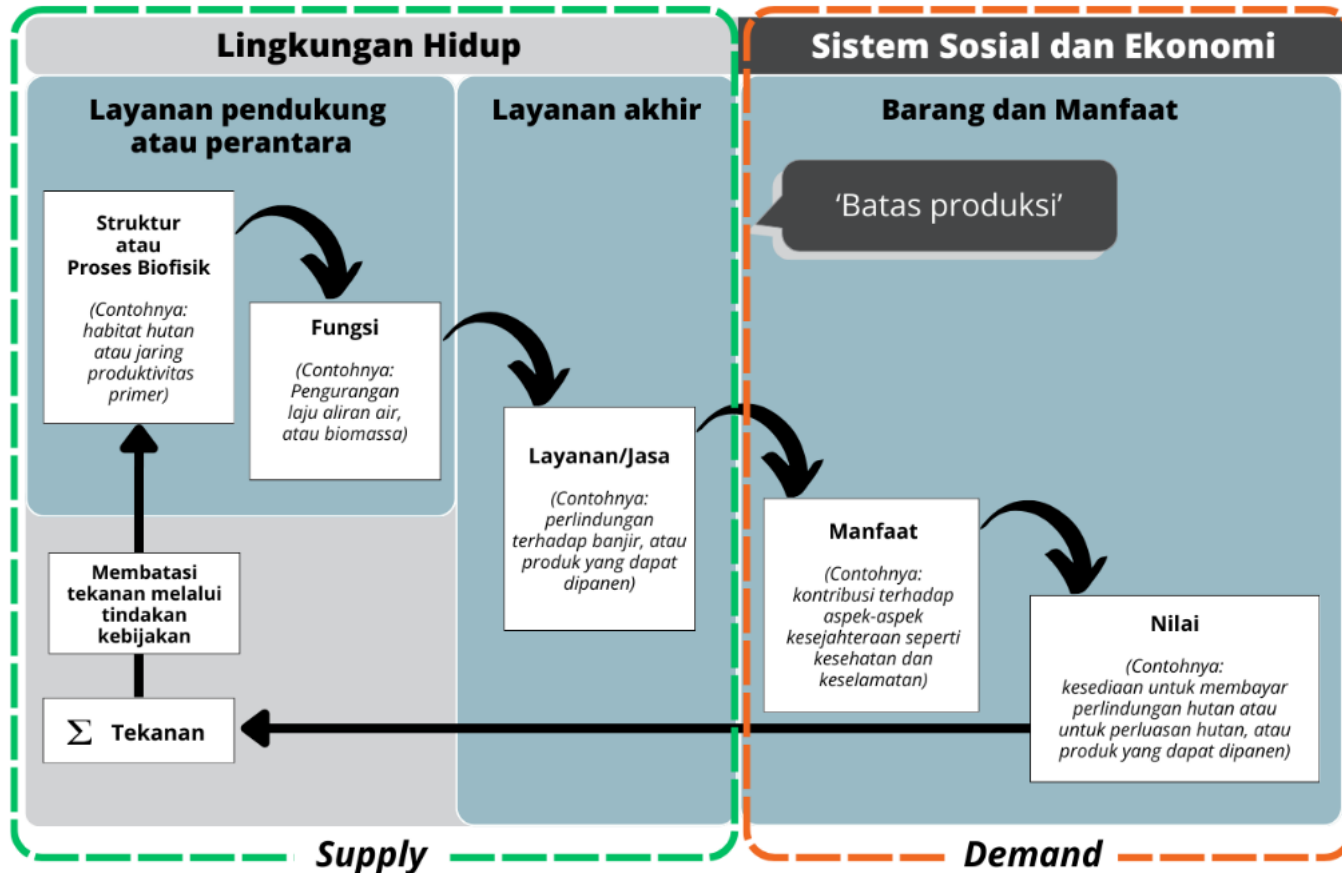 Lingkungan Hidup
Sistem Sosial dan Ekonomi
Layanan pendukung
atau perantara
Layanan akhir
Barang dan Manfaat
‘Batas produksi’
Struktur
atau
Proses Biofisik
(Contohnya:
habitat hutan
atau jaring
produktivitas
primer)
Fungsi
(Contohnya:
Pengurangan
laju aliran air,
atau biomassa)
Layanan/Jasa
(Contohnya:
perlindungan
terhadap banjir, atau
produk yang dapat
dipanen)
Manfaat
(Contohnya:
kontribusi terhadap
aspek-aspek
kesejahteraan seperti
kesehatan dan
keselamatan)
Nilai
(Contohnya:
kesediaan untuk membayar
perlindungan hutan atau
untuk perluasan hutan, atau
produk yang dapat dipanen)
Membatasi
tekanan melalui
tindakan
kebijakan
Σ Tekanan
Supply
Demand